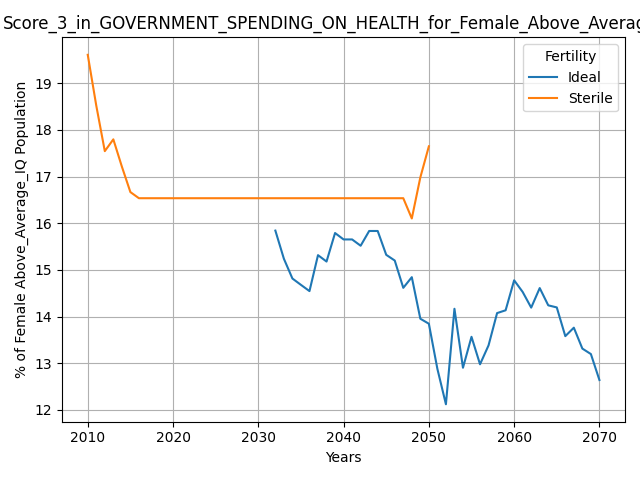 Score_3_in_GOVERNMENT_SPENDING_ON_HEALTH_for_Female_Above_Averag
Fertility
Ideal
Sterile
% of Female Above_Average_IQ Population
19
18
17
16
15
14
13
12
2010 2020 2030 2040 2050 2060 2070
Years